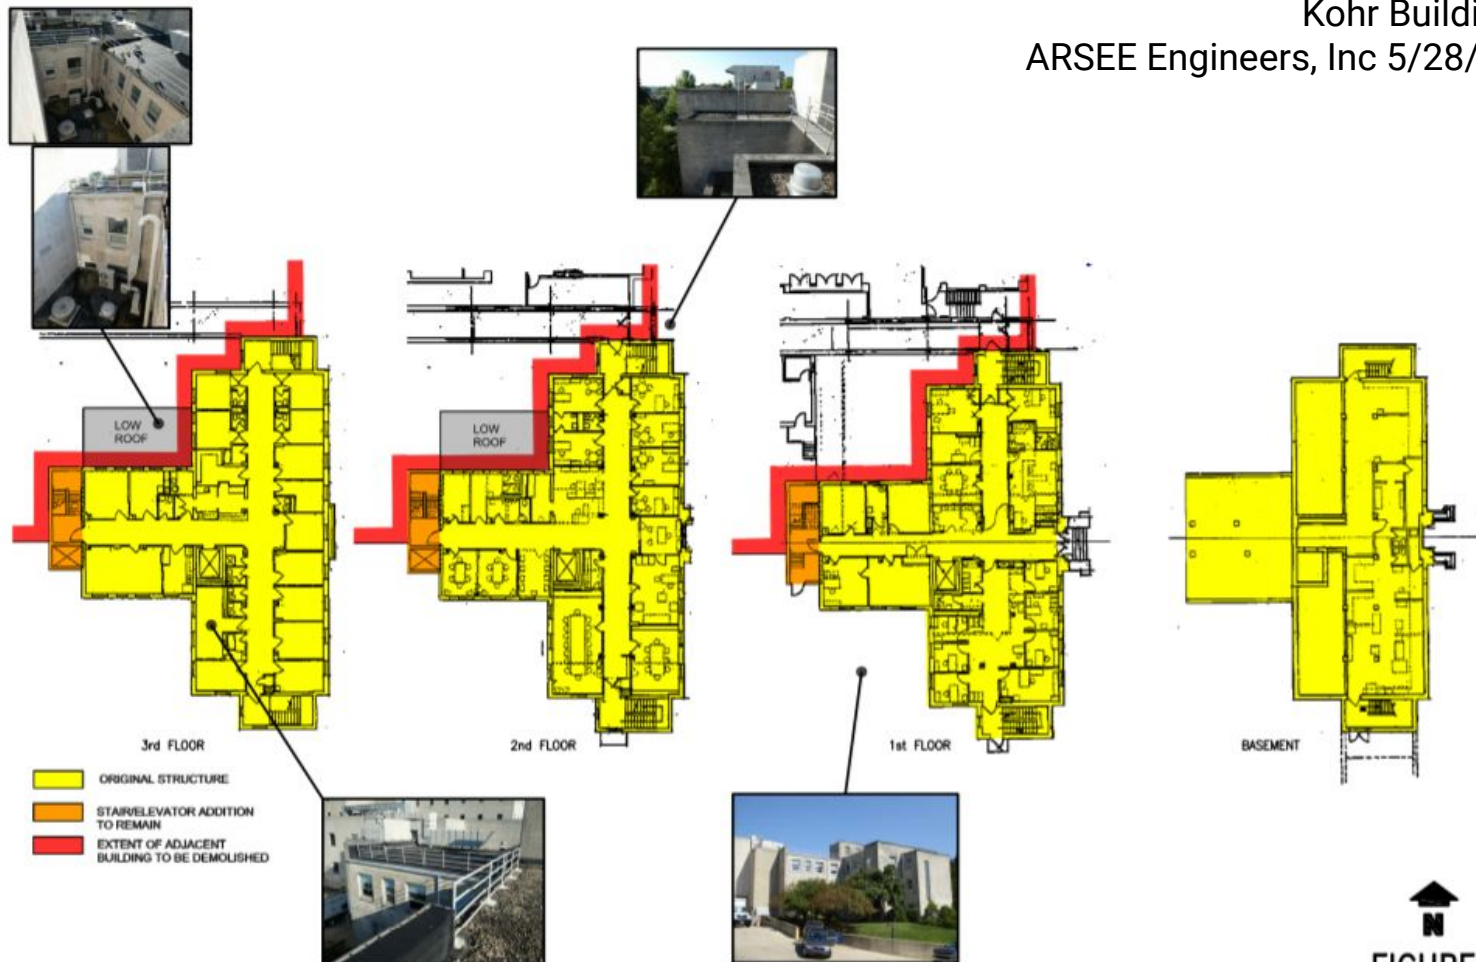 Kohr Buildi
ARSEE Engineers, Inc 5/28/
LOW
ROOF
LOW
ROOF
3rd FLOOR
2nd FLOOR
1st FLOOR
BASEMENT
ORIGINAL STRUCTURE
STAIR/ELEVATOR ADDITION
TO REMAIN
EXTENT OF ADJACENT
BUILDING TO BE DEMOLISHED
N
FIGURE